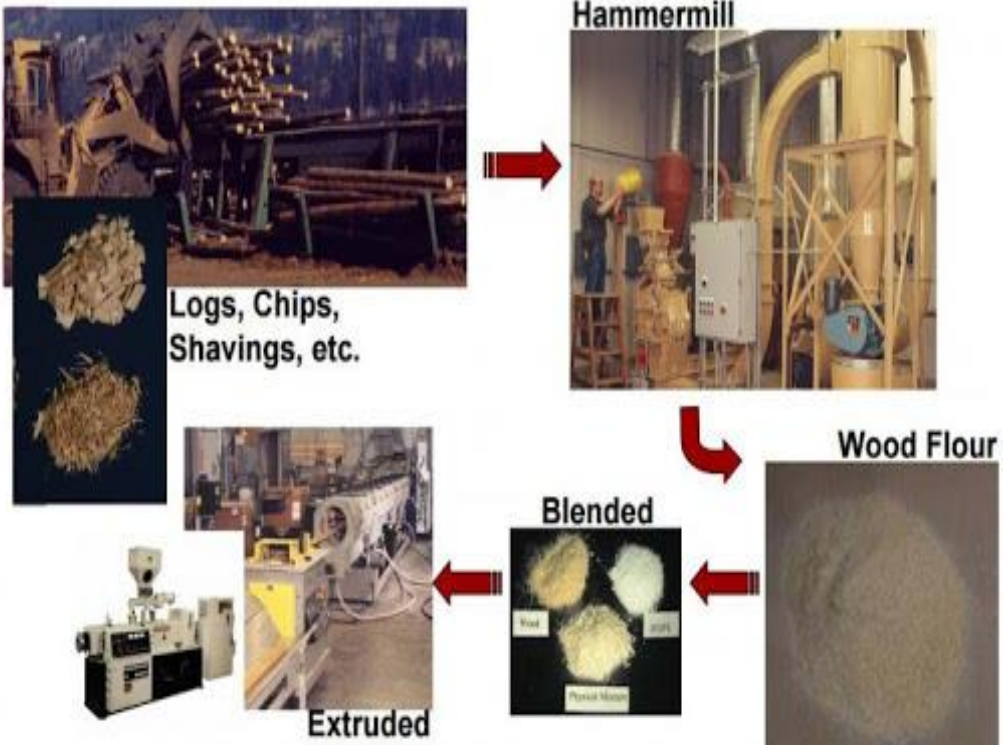 Hammermill
Logs, Chips,
Shavings, etc.
Wood Flour
Blended
Wood
HDPE
Physical Mixture
Extruded